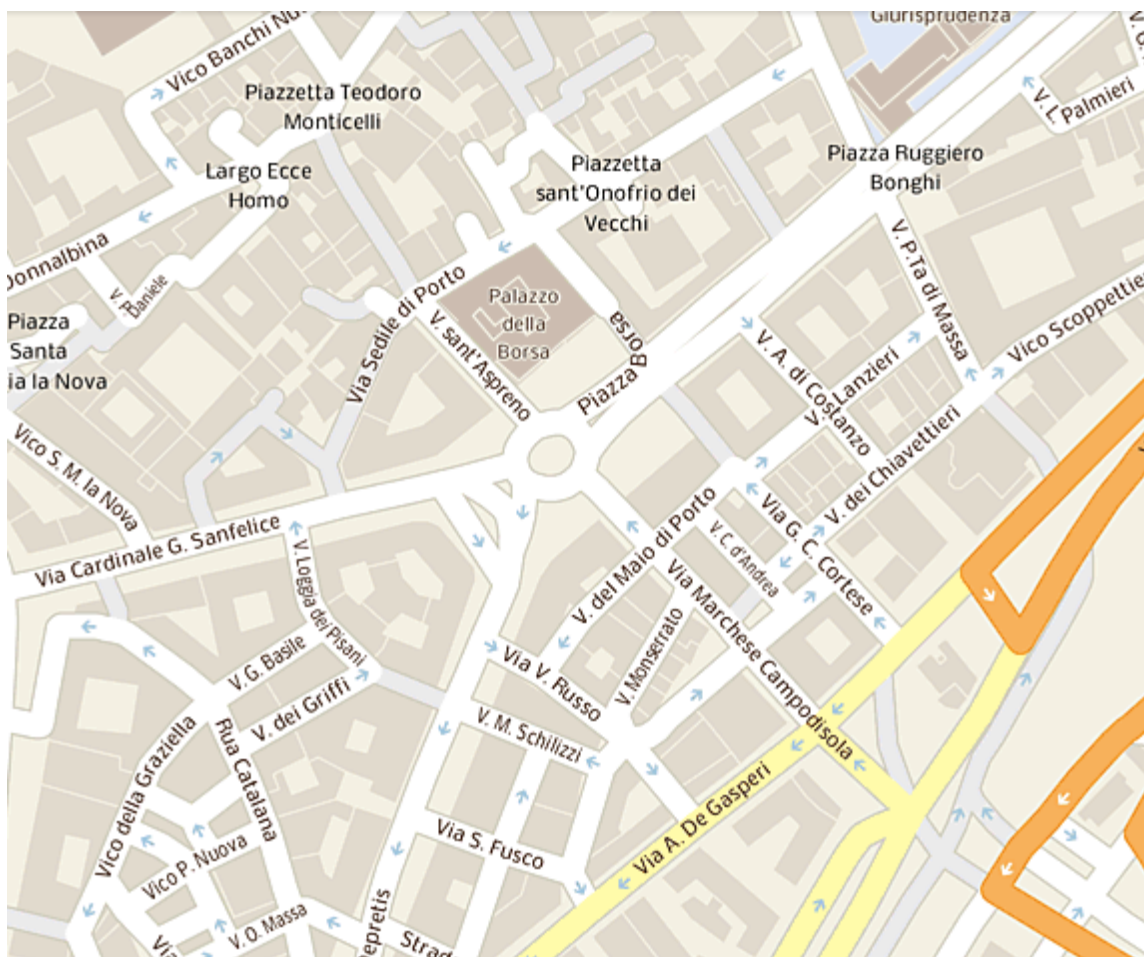 Giurisprudenza
Vico Banchi Nu
Piazzetta Teodoro
Monticelli
V. L. Palmieri
Largo Ecce
Homo
Piazzetta
sant'Onofrio dei
Vecchi
Piazza Ruggiero
Bonghi
Donnalbina
V. P.
Daniele
Via Sedile di Porto
Palazzo
della
Borsa
V. sant'Aspreno
Piazza Borsa
V. P.Ta di Massa
Vico Scoppettie
Piazza
Santa
ia la Nova
V. A. di Costanzo
V. Lanzieri
V. dei Chiavettieri
Vico S. M. la Nova
Via Cardinale G. Sanfelice
V. Loggia dei Pisani
V. del Maio di Porto
V. C. d'Andrea
Via G. C. Cortese
Via Marchese Campodisola
V. Monserrato
V. G. Basile
V. dei Griffi
Via V. Russo
V. M. Schilizzi
Vico della Graziella
Rua Catalana
Via A. De Gasperi
Via S. Fusco
Vico P. Nuova
V. O. Massa
Via
Depretis
Strad